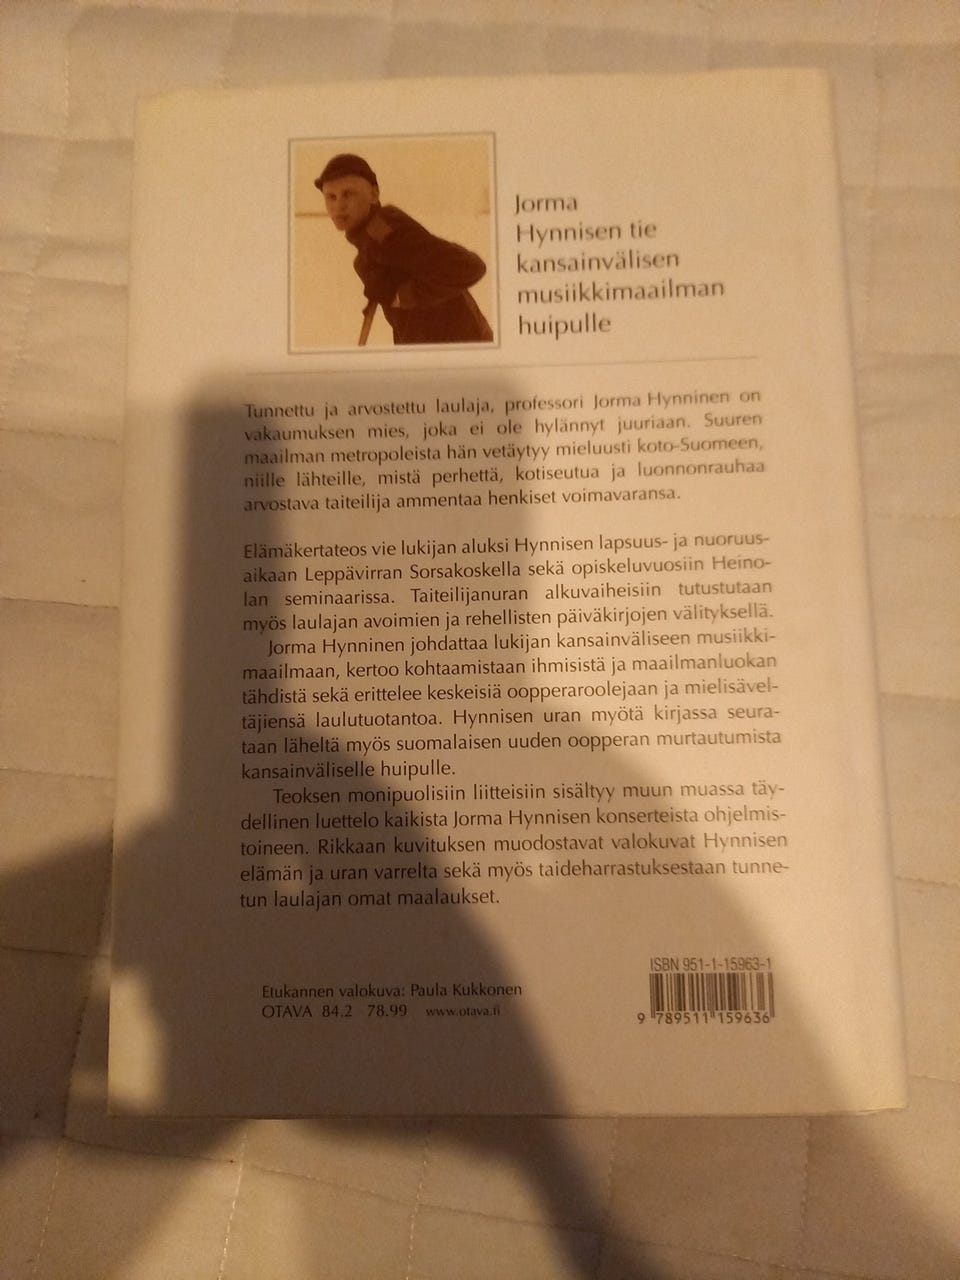 Jorma
Hynnisen tie
kansainvälisen
musiikkimaailman
huipulle
Tunnettu ja arvostettu laulaja, professori Jorma Hynninen on
vakaumuksen mies, joka ei ole hylännyt juuriaan. Suuren
maailman metropoleista hän vetäytyy mieluusti koto-Suomeen,
niille lähteille, mistä perhettä, kotiseutua ja luonnonrauhaa
arvostava taiteilija ammentaa henkiset voimavaransa.
Elämäkertateos vie lukijan aluksi Hynnisen lapsuus- ja nuoruus-
aikaan Leppävirran Sorsakoskella sekä opiskeluvuosiin Heino-
lan seminaarissa. Taiteilijanuran alkuvaiheisiin tutustutaan
myös laulajan avoimien ja rehellisten päiväkirjojen välityksellä.
Jorma Hynninen johdattaa lukijan kansainväliseen musiikki-
maailmaan, kertoo kohtaamistaan ihmisistä ja maailmanluokan
tähdistä sekä erittelee keskeisiä oopperaroolejaan ja mielisävel-
täjiensä laulutuotantoa. Hynnisen uran myötä kirjassa seura-
taan läheltä myös suomalaisen uuden oopperan murtautumista
kansainväliselle huipulle.
Teoksen monipuolisiin liitteisiin sisältyy muun muassa täy-
dellinen luettelo kaikista Jorma Hynnisen konserteista ohjelmis-
toineen. Rikkaan kuvituksen muodostavat valokuvat Hynnisen
elämän ja uran varrelta sekä myös taideharrastuksestaan tunne-
tun laulajan omat maalaukset.
Etukannen valokuva: Paula Kukkonen
OTAVA 84.2 78.99 www.otava.fi
ISBN 951-1-15963-1
9 789511 159636